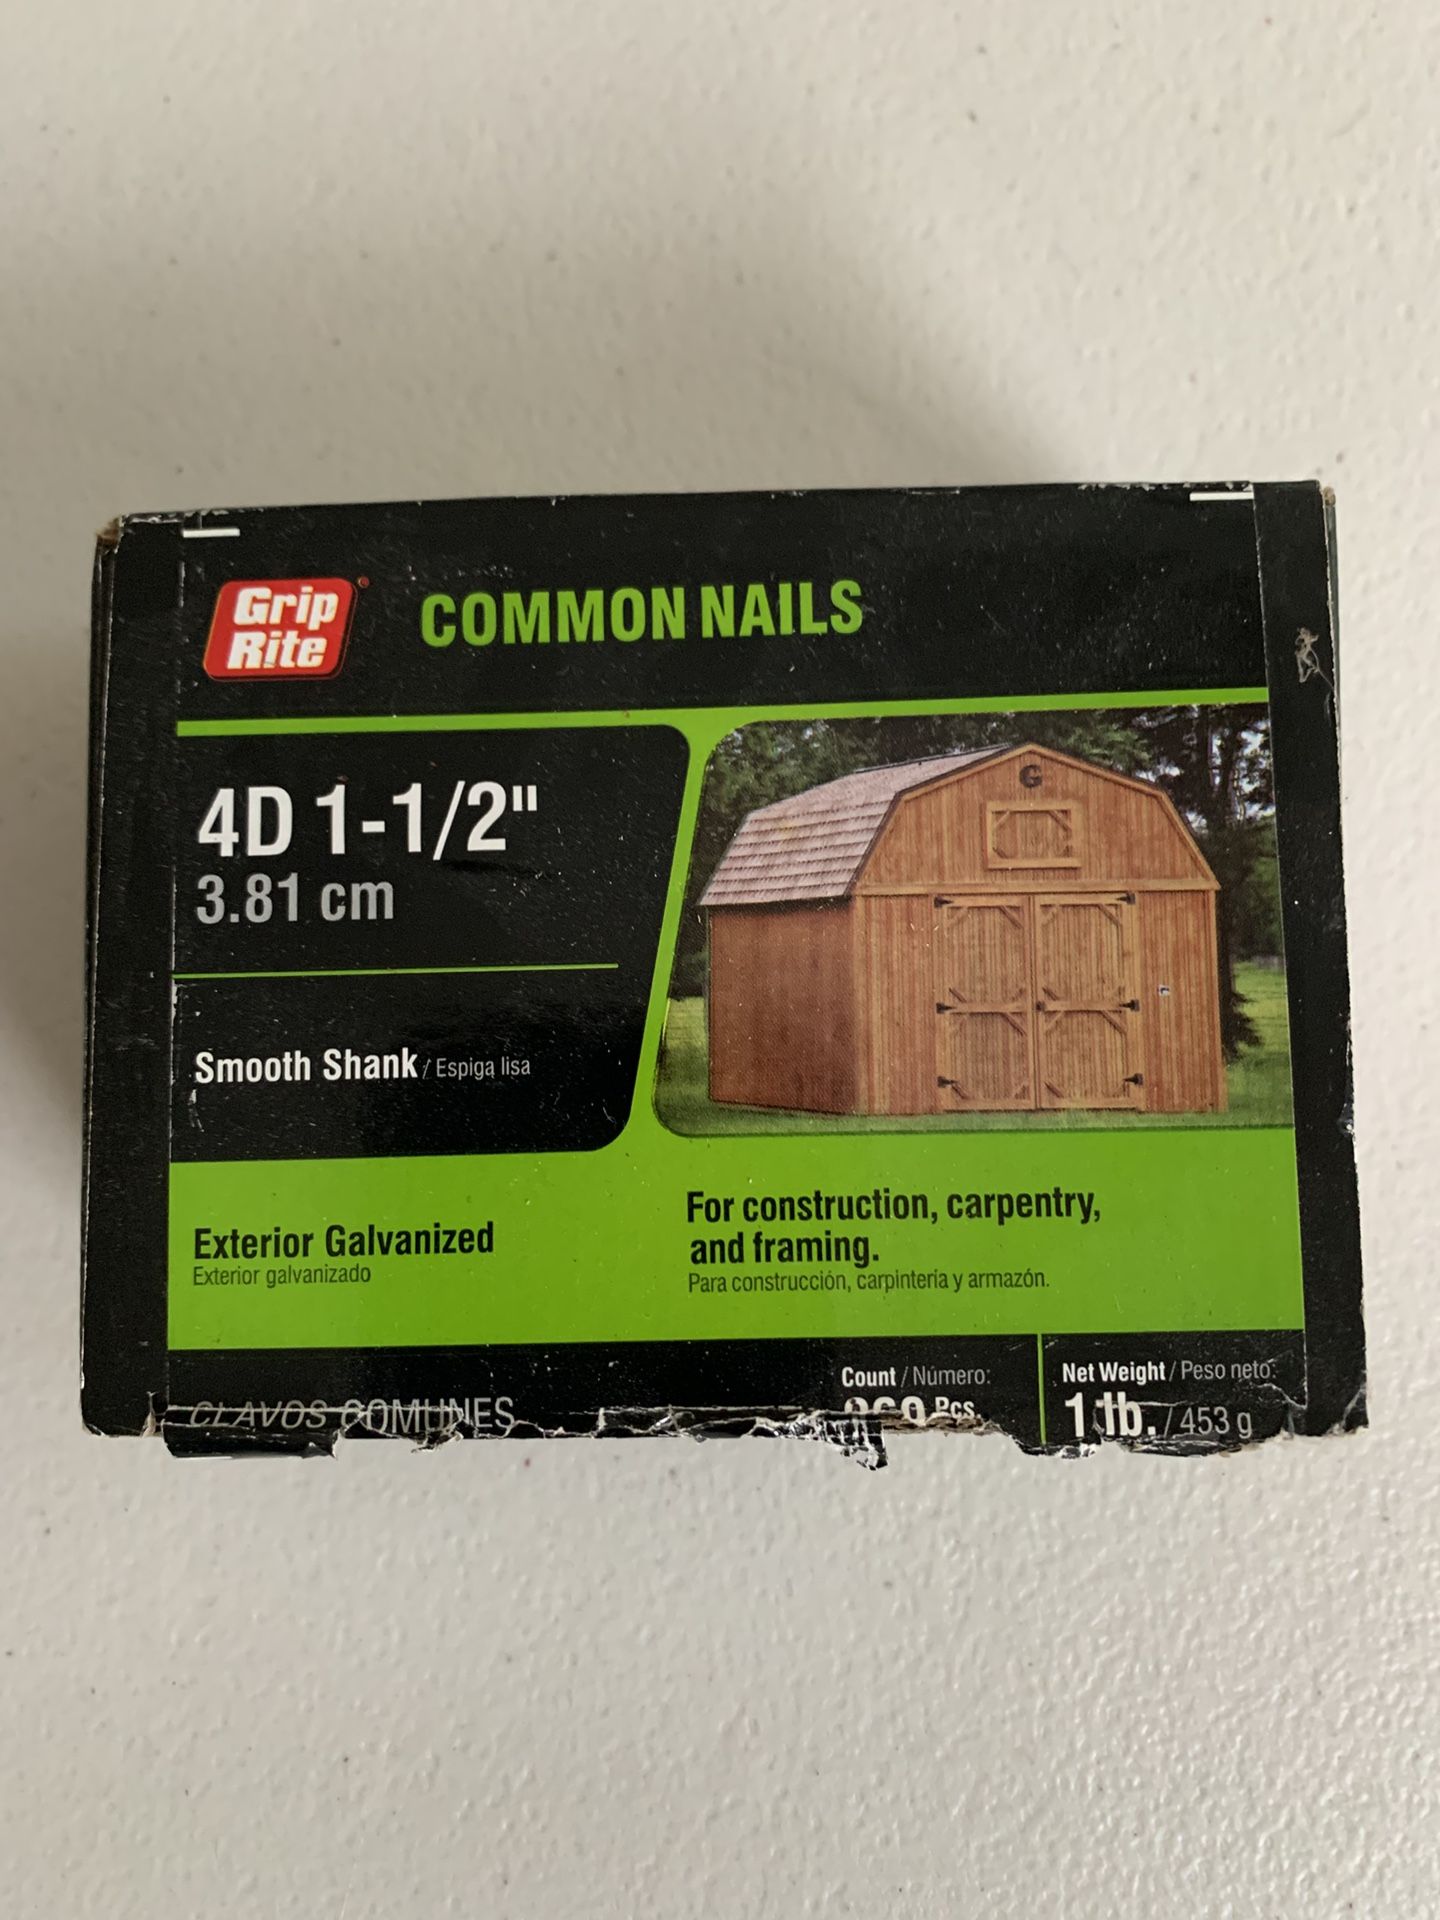 Grip
Rite
®
COMMON NAILS
4D 1-1/2"
3.81 cm
G
Smooth Shank / Espiga lisa
Exterior Galvanized
Exterior galvanizado
For construction, carpentry,
and framing.
Para construcción, carpintería y armazón.
CLAVOS COMUNES
Count / Número:
Pcs.
Net Weight / Peso neto:
1 lb. / 453 g